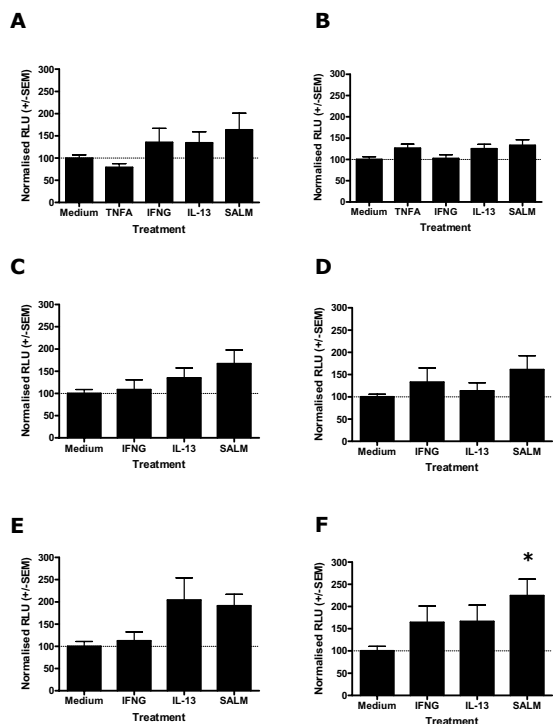 A
Normalised RLU (+/-SEM)
300
250
200
150
100
50
0
Medium TNFA IFNG IL-13 SALM
Treatment
B
Normalised RLU (+/-SEM)
300
250
200
150
100
50
0
Medium TNFA IFNG IL-13 SALM
Treatment
C
Normalised RLU (+/-SEM)
300
250
200
150
100
50
0
Medium IFNG IL-13 SALM
Treatment
D
Normalised RLU (+/-SEM)
300
250
200
150
100
50
0
Medium IFNG IL-13 SALM
Treatment
E
Normalised RLU (+/-SEM)
300
250
200
150
100
50
0
Medium IFNG IL-13 SALM
Treatment
F
Normalised RLU (+/-SEM)
300
250
200
150
100
50
0
*
Medium IFNG IL-13 SALM
Treatment